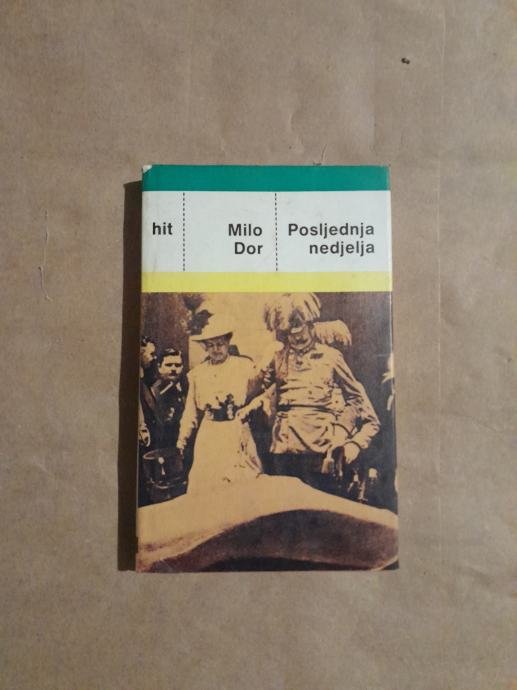 hit
Milo
Dor
Posljednja
nedjelja